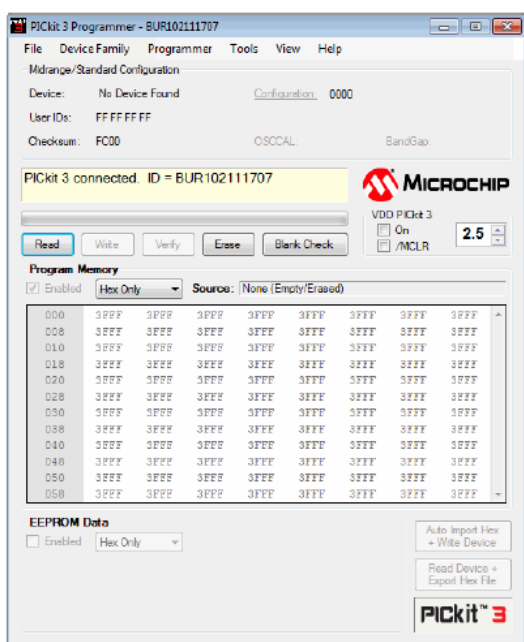 PICkit 3 Programmer - BUR102111707
File Device Family Programmer Tools View Help
Midrange/Standard Configuration
Device: No Device Found Configuration: 0000
User IDs: FF FF FF FF
Checksum: FC00 OSCCAL: BandGap:
PICkit 3 connected. ID = BUR102111707
MICROCHIP
VDD PICkit 3
On
/MCLR
2.5
Read Write Verify Erase Blank Check
Program Memory
Enabled Hex Only Source: None (Empty/Erased)
000 3FFF 3FFF 3FFF 3FFF 3FFF 3FFF 3FFF 3FFF
008 3FFF 3FFF 3FFF 3FFF 3FFF 3FFF 3FFF 3FFF
010 3FFF 3FFF 3FFF 3FFF 3FFF 3FFF 3FFF 3FFF
018 3FFF 3FFF 3FFF 3FFF 3FFF 3FFF 3FFF 3FFF
020 3FFF 3FFF 3FFF 3FFF 3FFF 3FFF 3FFF 3FFF
028 3FFF 3FFF 3FFF 3FFF 3FFF 3FFF 3FFF 3FFF
030 3FFF 3FFF 3FFF 3FFF 3FFF 3FFF 3FFF 3FFF
038 3FFF 3FFF 3FFF 3FFF 3FFF 3FFF 3FFF 3FFF
040 3FFF 3FFF 3FFF 3FFF 3FFF 3FFF 3FFF 3FFF
048 3FFF 3FFF 3FFF 3FFF 3FFF 3FFF 3FFF 3FFF
050 3FFF 3FFF 3FFF 3FFF 3FFF 3FFF 3FFF 3FFF
058 3FFF 3FFF 3FFF 3FFF 3FFF 3FFF 3FFF 3FFF
EEPROM Data
Enabled Hex Only
Auto Import Hex
+ Write Device
Read Device +
Export Hex File
PICkit™ 3